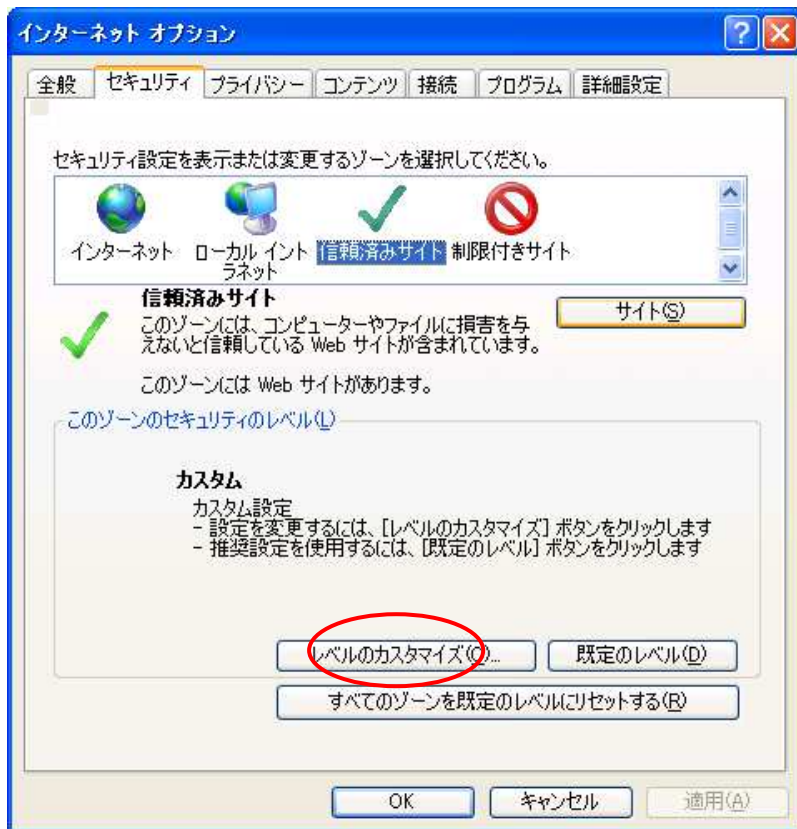 インターネット オプション
全般 セキュリティ プライバシー コンテンツ 接続 プログラム 詳細設定
セキュリティ設定を表示または変更するゾーンを選択してください。
インターネット
ローカル イント
ラネット
信頼済みサイト
制限付きサイト
信頼済みサイト
サイト(S)
このゾーンには、コンピューターやファイルに損害を与
えないと信頼している Web サイトが含まれています。
このゾーンには Web サイトがあります。
このゾーンのセキュリティのレベル(L)
カスタム
カスタム設定
- 設定を変更するには、[レベルのカスタマイズ] ボタンをクリックします
- 推奨設定を使用するには、[既定のレベル] ボタンをクリックします
レベルのカスタマイズ(C)... 既定のレベル(D)
すべてのゾーンを既定のレベルにリセットする(R)
OK キャンセル 適用(A)